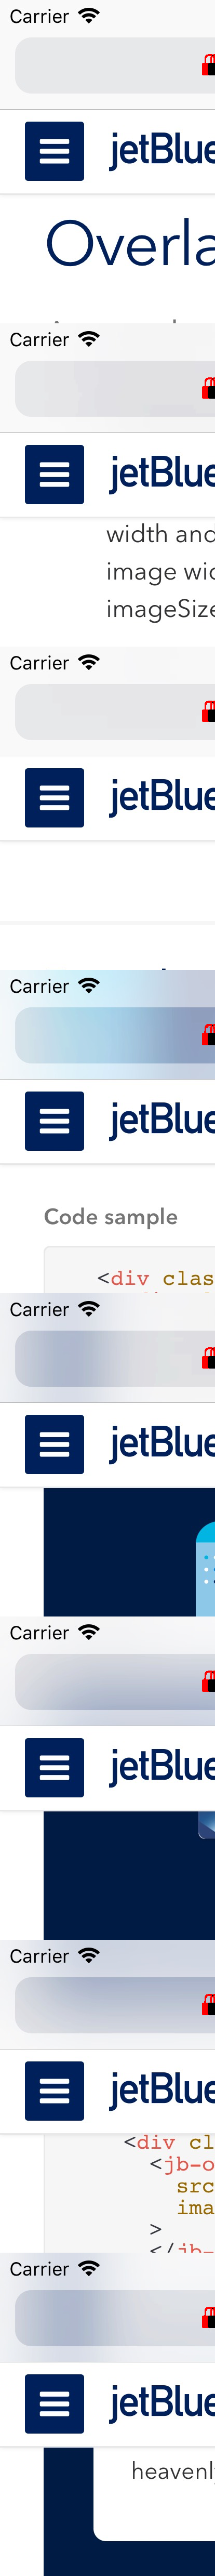 Carrier
jetBlue
Overla
Carrier
jetBlue
width and
image wid
imageSize
Carrier
jetBlue
Carrier
jetBlue
Code sample
<div clas
Carrier
jetBlue
Carrier
jetBlue
Carrier
jetBlue
<div cl
<jb-o
src
ima
>
</jb-
Carrier
jetBlue
heavenl